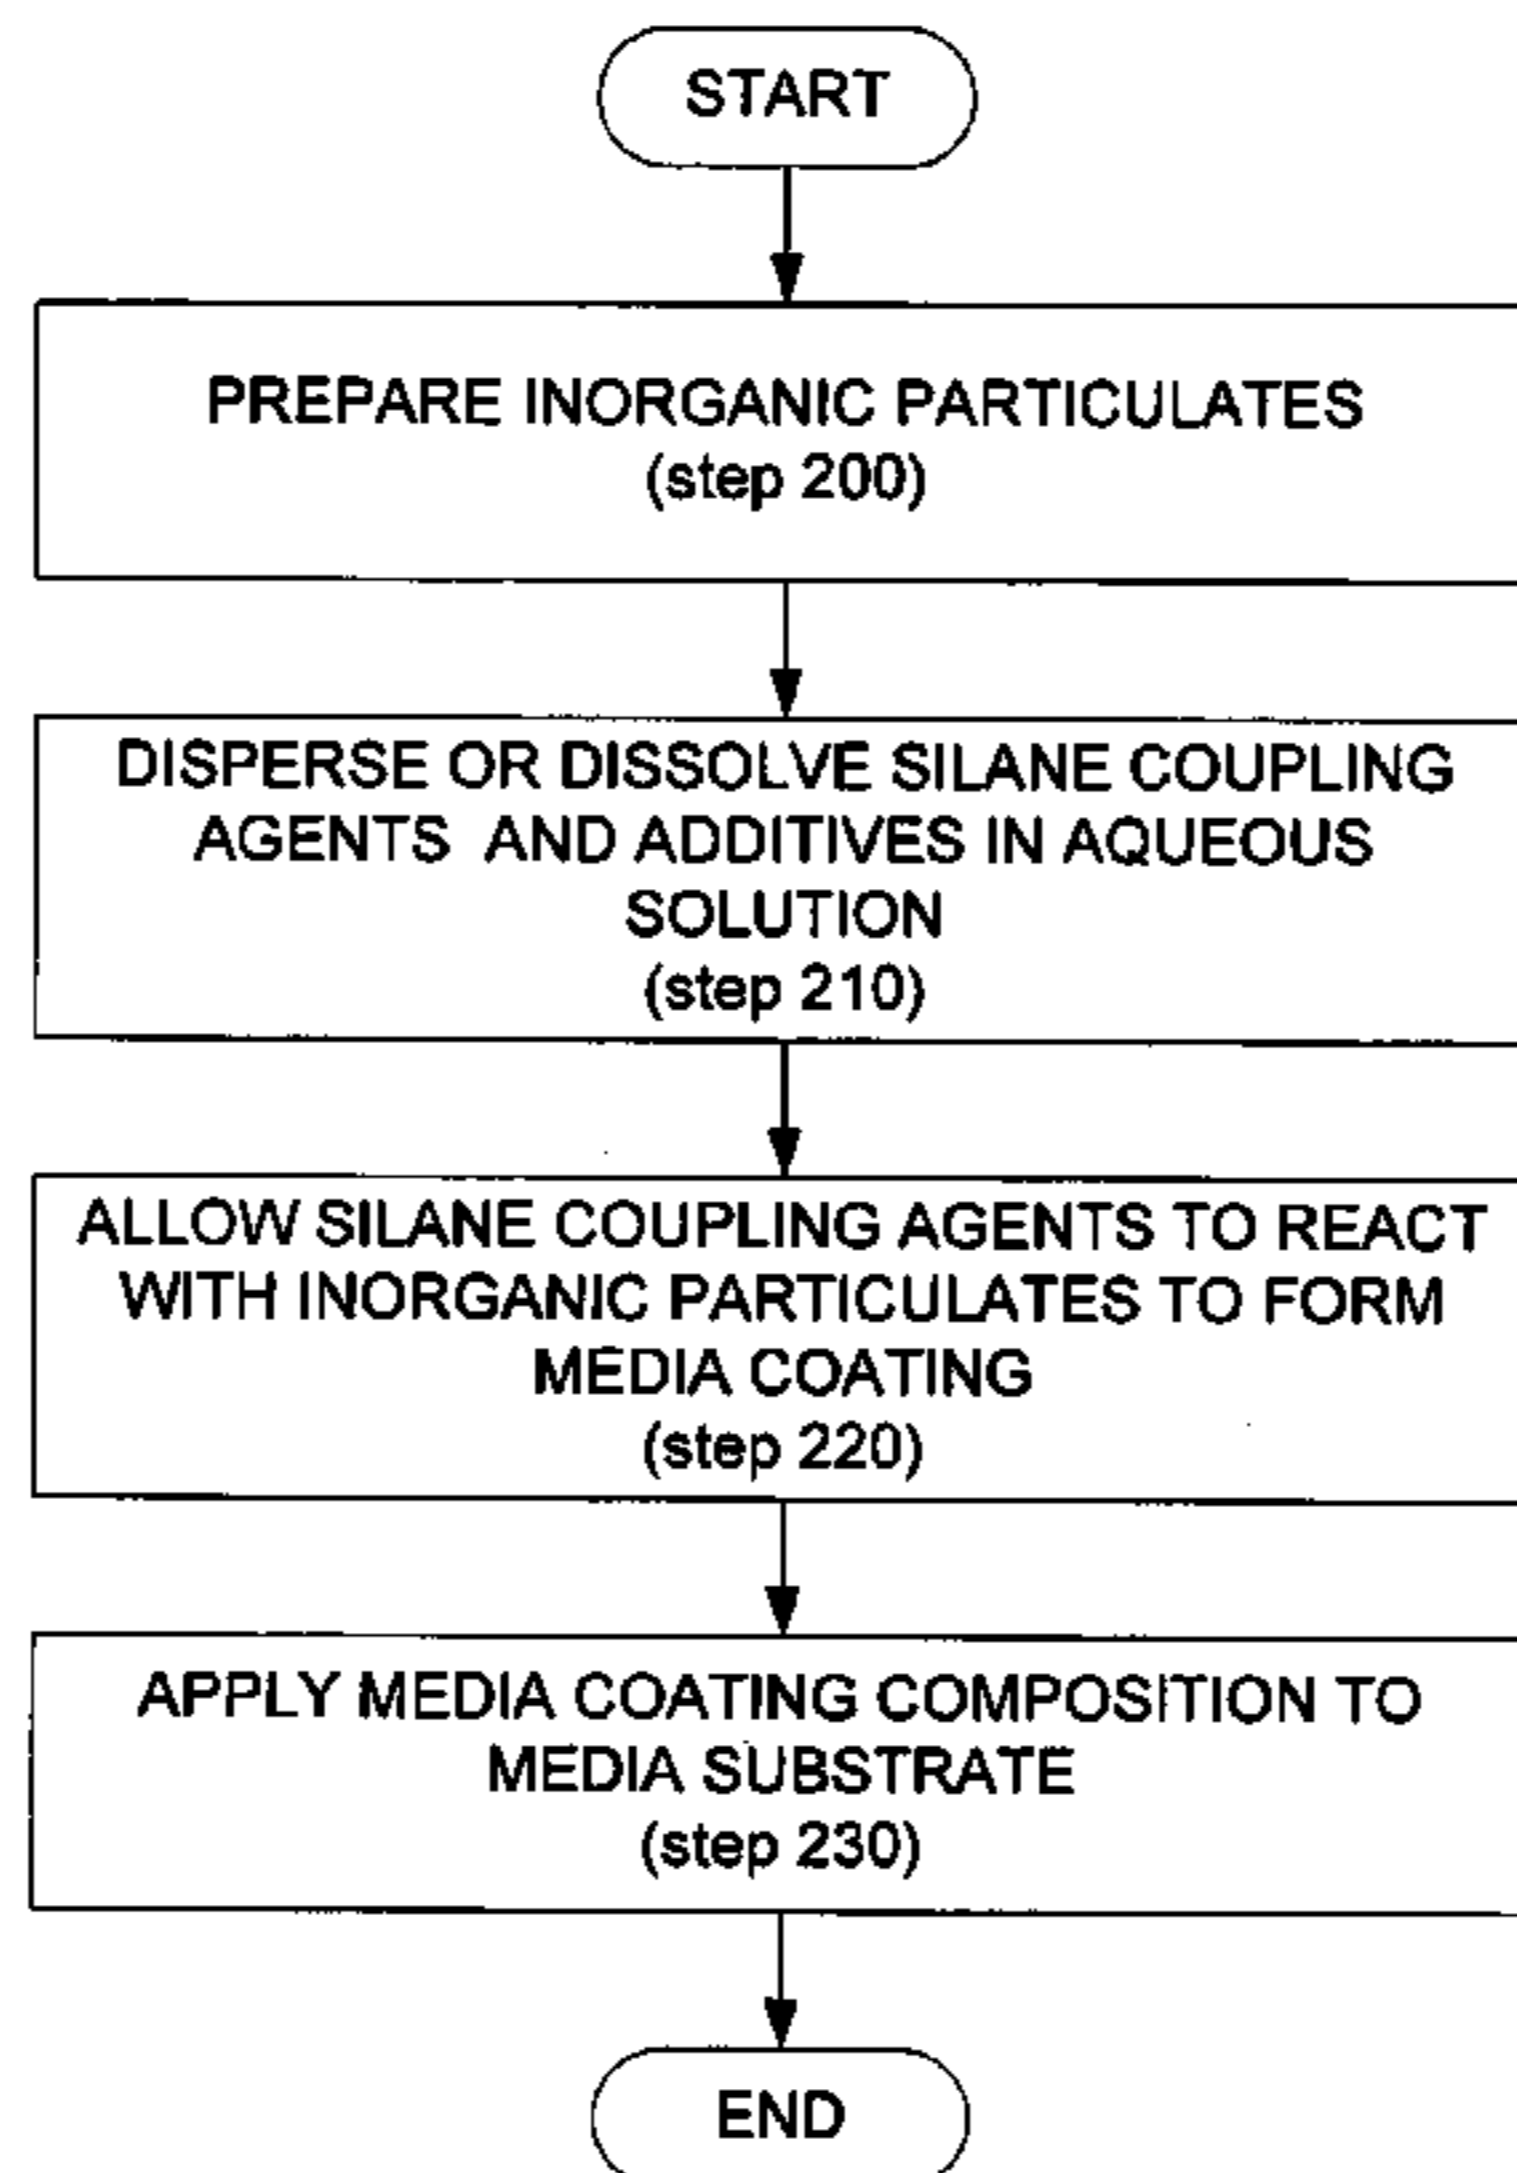 START
PREPARE INORGANIC PARTICULATES
(step 200)
DISPERSE OR DISSOLVE SILANE COUPLING
AGENTS AND ADDITIVES IN AQUEOUS
SOLUTION
(step 210)
ALLOW SILANE COUPLING AGENTS TO REACT
WITH INORGANIC PARTICULATES TO FORM
MEDIA COATING
(step 220)
APPLY MEDIA COATING COMPOSITION TO
MEDIA SUBSTRATE
(step 230)
END